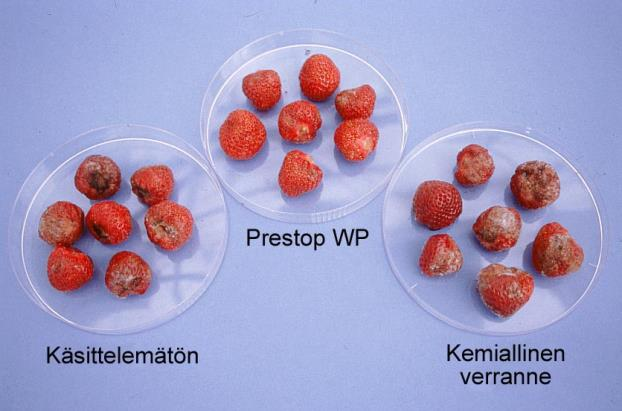 Prestop WP
Käsittelemätön
Kemiallinen
verranne